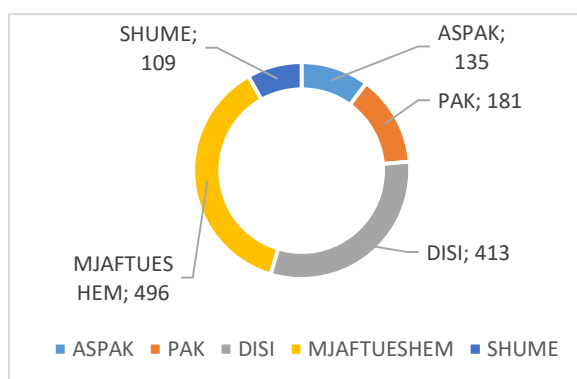 SHUME;
109
ASPAK;
135
PAK; 181
DISI; 413
MJAFTUES
HEM; 496
ASPAK PAK DISI MJAFTUESHEM SHUME